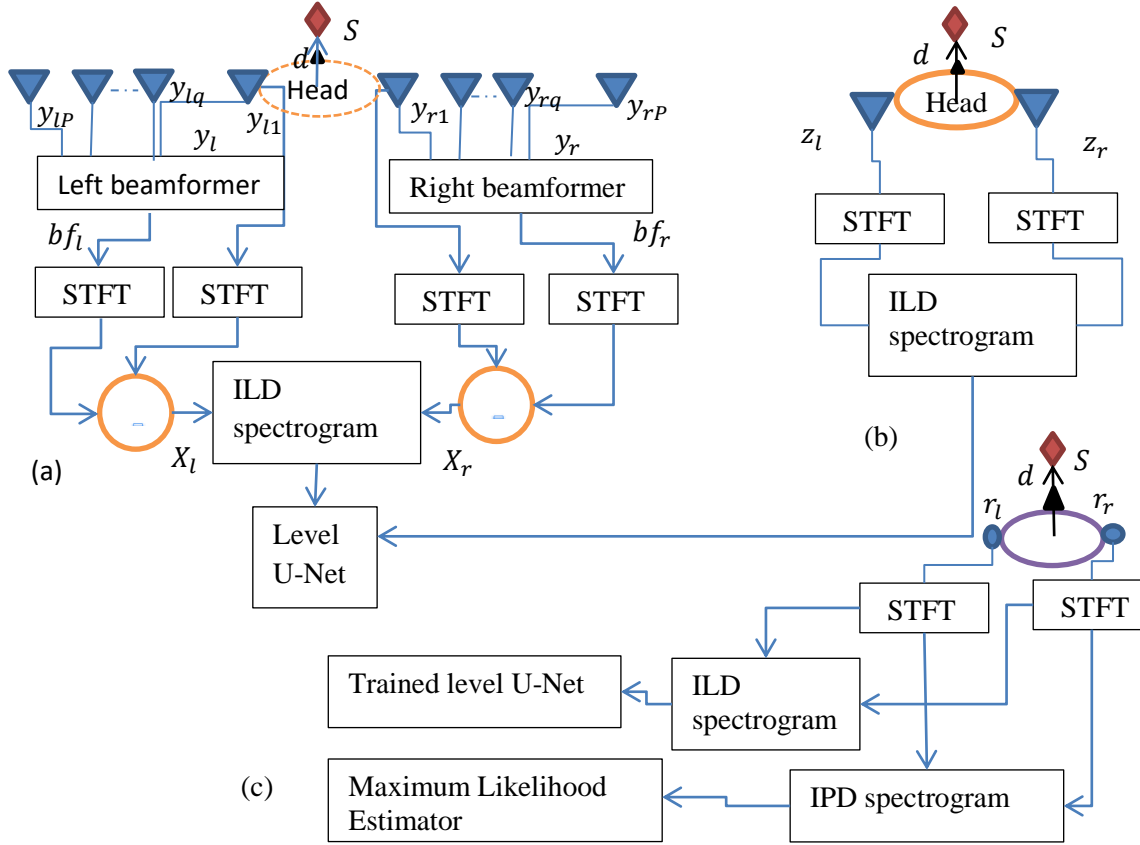 S
d
Head
y_{lP}
y_{lq}
y_{l1}
y_{r1}
y_{rq}
y_{rP}
y_l
y_r
Left beamformer
Right beamformer
bf_l
bf_r
STFT
STFT
STFT
STFT
-
-
ILD
spectrogram
X_l
X_r
(a)
Level
U-Net
S
d
Head
z_l
z_r
STFT
STFT
ILD
spectrogram
(b)
S
d
r_l
r_r
STFT
STFT
Trained level U-Net
ILD
spectrogram
(c)
Maximum Likelihood
Estimator
IPD spectrogram